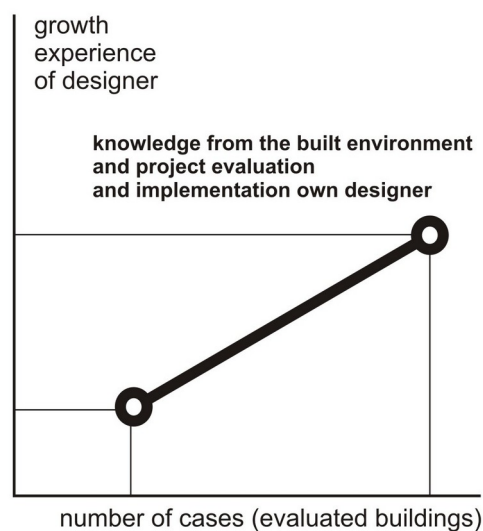 growth
experience
of designer
knowledge from the built environment
and project evaluation
and implementation own designer
number of cases (evaluated buildings)